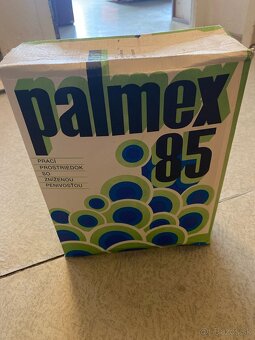 palmex
85
PRACÍ
PROSTRIEDOK
SO
ZNÍŽENOU
PENIVOSŤOU